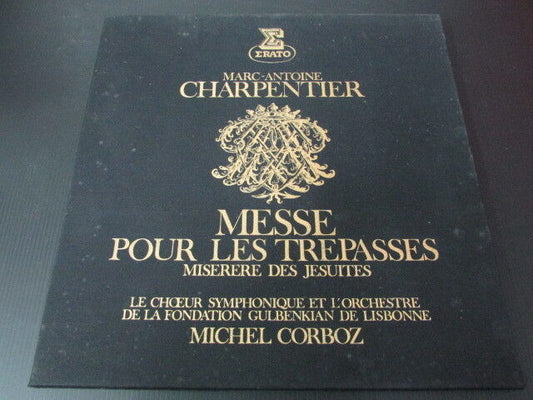 ΣRATO
MARC-ANTOINE
CHARPENTIER
MESSE
POUR LES TREPASSES
MISERERE DES JESUITES
LE CHŒUR SYMPHONIQUE ET L'ORCHESTRE
DE LA FONDATION GULBENKIAN DE LISBONNE
MICHEL CORBOZ